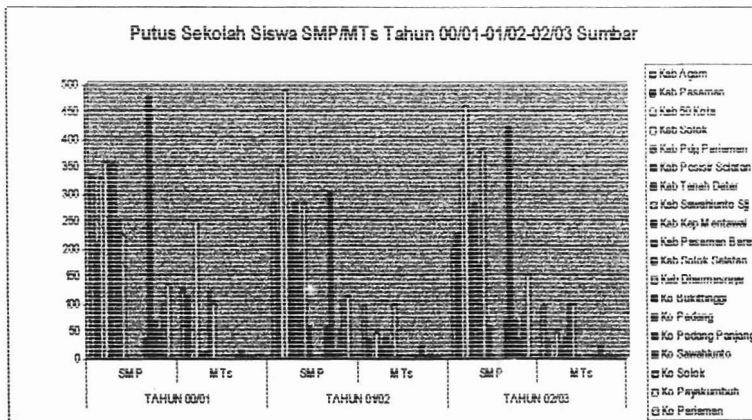 Putus Sekolah Siswa SMP/MTs Tahun 00/01-01/02-02/03 Sumbar
500
450
400
350
300
250
200
150
100
50
0
SMP MTs SMP MTs SMP MTs
TAHUN 00/01 TAHUN 01/02 TAHUN 02/03
Kab Agam
Kab Pasaman
Kab 50 Kota
Kab Solok
Kab Pdg Pariaman
Kab Pesisir Selatan
Kab Tanah Datar
Kab Sawahlunto Sjj
Kab Kep Mentawai
Kab Pasaman Bara
Kab Solok Selatan
Kab Dharmasraya
Ko Bukittinggi
Ko Padang
Ko Padang Panjang
Ko Sawahlunto
Ko Solok
Ko Payakumbuh
Ko Pariaman